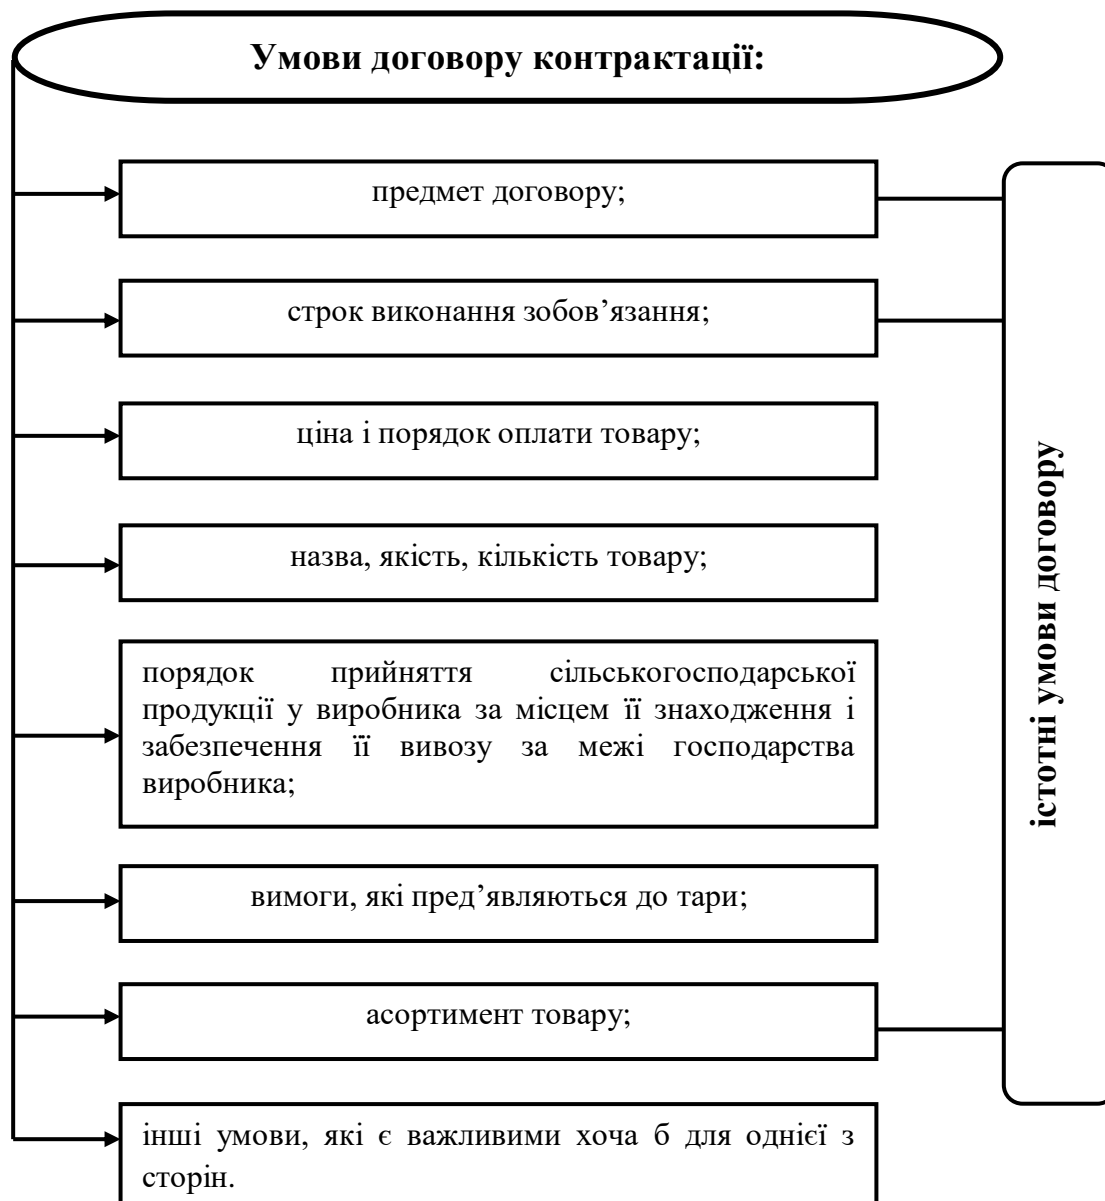 Умови договору контрактації:
предмет договору;
строк виконання зобов’язання;
ціна і порядок оплати товару;
назва, якість, кількість товару;
порядок прийняття сільськогосподарської
продукції у виробника за місцем її знаходження і
забезпечення її вивозу за межі господарства
виробника;
вимоги, які пред’являються до тари;
асортимент товару;
інші умови, які є важливими хоча б для однієї з
сторін.
істотні умови договору